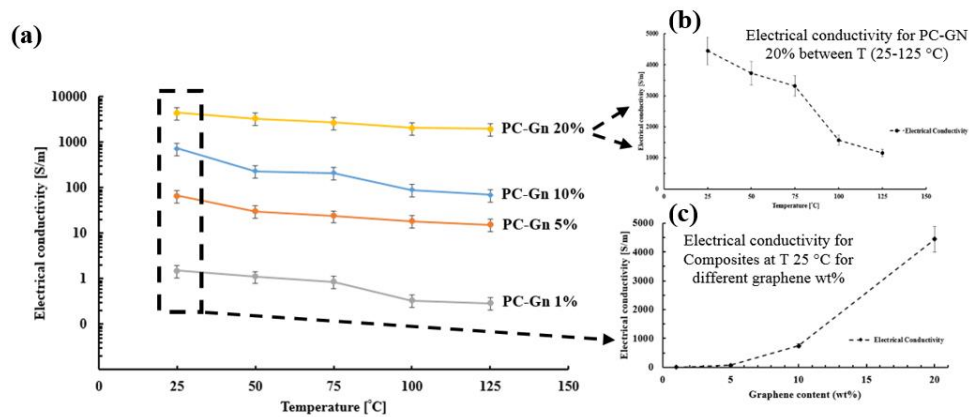 (a)
Electrical conductivity [S/m]
10000
1000
100
10
1
0
0
25
50
75
100
125
150
Temperature [°C]
PC-Gn 20%
PC-Gn 10%
PC-Gn 5%
PC-Gn 1%
(b)
Electrical conductivity for PC-GN
20% between T (25-125 °C)
Electrical conductivity [S/m]
5000
4000
3000
2000
1000
0
0
25
50
75
100
125
150
Temperature [°C]
Electrical Conductivity
(c)
Electrical conductivity for
Composites at T 25 °C for
different graphene wt%
Electrical conductivity [S/m]
5000
4000
3000
2000
1000
0
0
5
10
15
20
Graphene content (wt%)
Electrical Conductivity